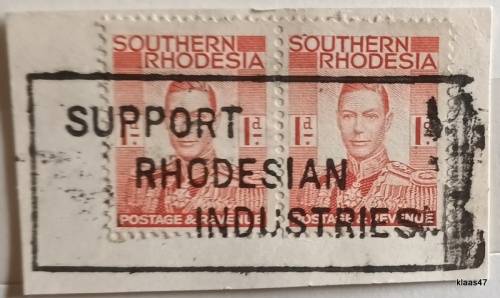 SOUTHERN
RHODESIA
1d.
1d.
POSTAGE & REVENUE
SOUTHERN
RHODESIA
1d.
1d.
POSTAGE & REVENUE
SUPPORT
RHODESIAN
INDUSTRIES
klaas47